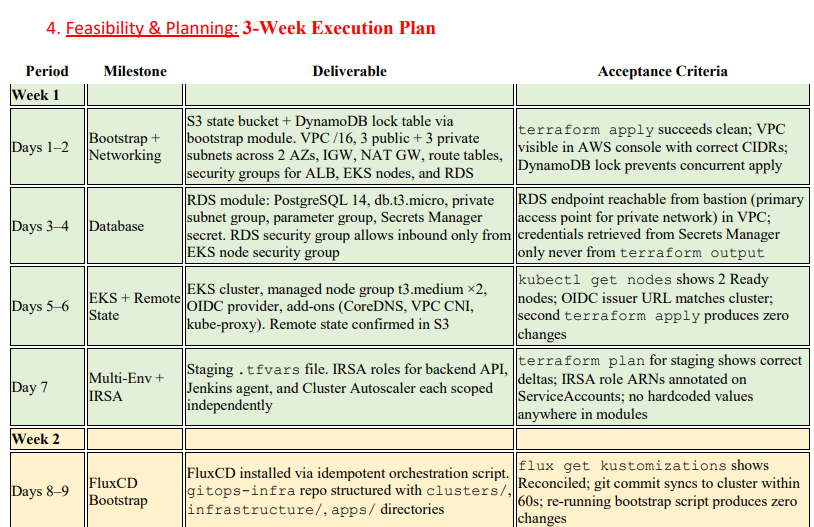 4. Feasibility & Planning: 3-Week Execution Plan
Period Milestone Deliverable Acceptance Criteria
Week 1
Days 1–2
Bootstrap +
Networking
S3 state bucket + DynamoDB lock table via
bootstrap module. VPC /16, 3 public + 3 private
subnets across 2 AZs, IGW, NAT GW, route tables,
security groups for ALB, EKS nodes, and RDS
terraform apply succeeds clean; VPC
visible in AWS console with correct CIDRs;
DynamoDB lock prevents concurrent apply
Days 3–4
Database
RDS module: PostgreSQL 14, db.t3.micro, private
subnet group, parameter group, Secrets Manager
secret. RDS security group allows inbound only from
EKS node security group
RDS endpoint reachable from bastion (primary
access point for private network) in VPC;
credentials retrieved from Secrets Manager
only never from terraform output
Days 5–6
EKS + Remote
State
EKS cluster, managed node group t3.medium ×2,
OIDC provider, add-ons (CoreDNS, VPC CNI,
kube-proxy). Remote state confirmed in S3
kubectl get nodes shows 2 Ready
nodes; OIDC issuer URL matches cluster;
second terraform apply produces zero
changes
Day 7
Multi-Env +
IRSA
Staging .tfvars file. IRSA roles for backend API,
Jenkins agent, and Cluster Autoscaler each scoped
independently
terraform plan for staging shows correct
deltas; IRSA role ARNs annotated on
ServiceAccounts; no hardcoded values
anywhere in modules
Week 2
Days 8–9
FluxCD
Bootstrap
FluxCD installed via idempotent orchestration script.
gitops-infra repo structured with clusters/,
infrastructure/, apps/ directories
flux get kustomizations shows
Reconciled; git commit syncs to cluster within
60s; re-running bootstrap script produces zero
changes